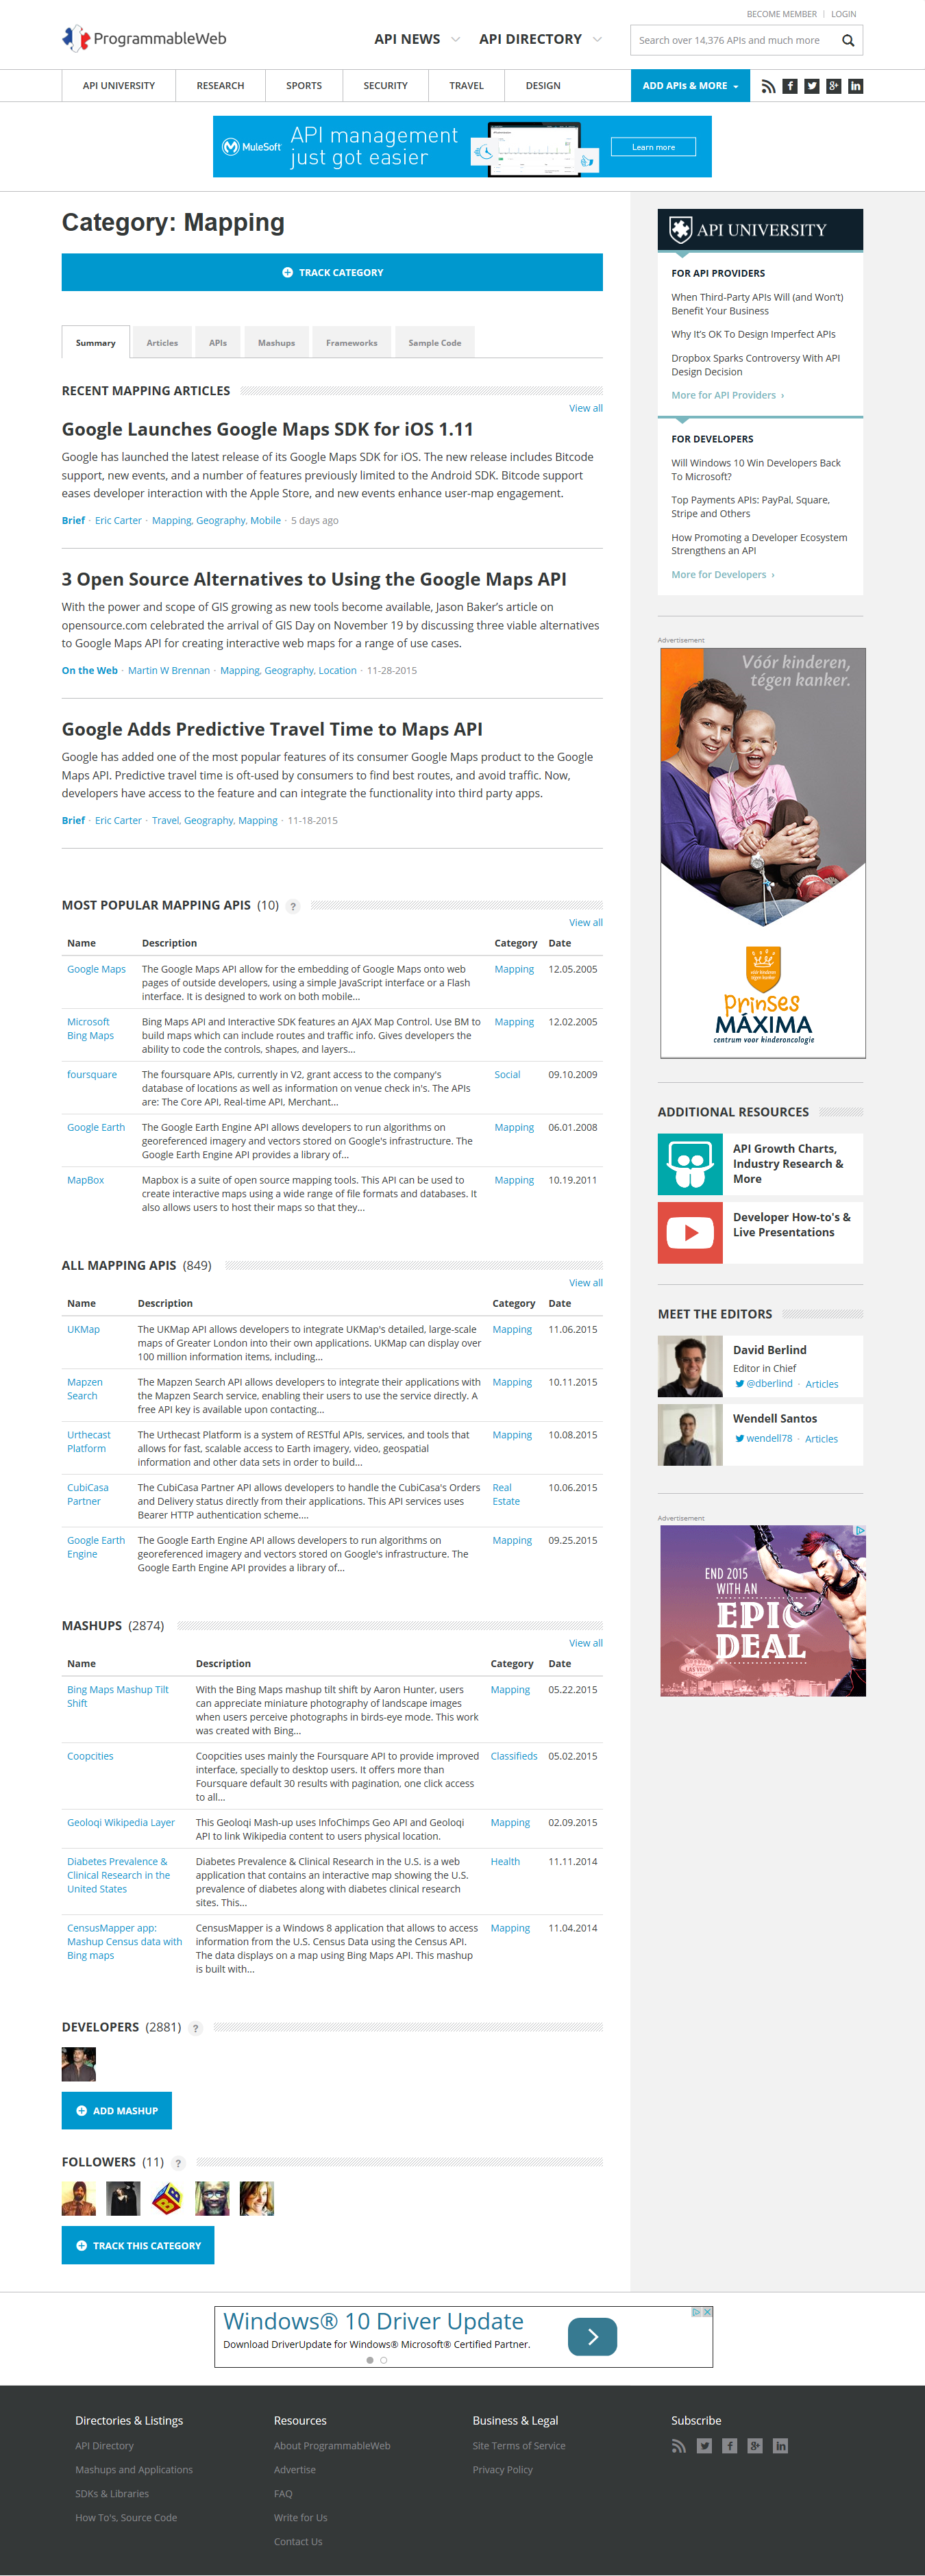 BECOME MEMBER | LOGIN
ProgrammableWeb
API NEWS
API DIRECTORY
Search over 14,376 APIs and much more
API UNIVERSITY
RESEARCH
SPORTS
SECURITY
TRAVEL
DESIGN
ADD APIs & MORE
MuleSoft
API management
just got easier
Learn more
Category: Mapping
TRACK CATEGORY
Summary
Articles
APIs
Mashups
Frameworks
Sample Code
RECENT MAPPING ARTICLES
View all
Google Launches Google Maps SDK for iOS 1.11
Google has launched the latest release of its Google Maps SDK for iOS. The new release includes Bitcode
support, new events, and a number of features previously limited to the Android SDK. Bitcode support
eases developer interaction with the Apple Store, and new events enhance user-map engagement.
Brief · Eric Carter · Mapping, Geography, Mobile · 5 days ago
3 Open Source Alternatives to Using the Google Maps API
With the power and scope of GIS growing as new tools become available, Jason Baker’s article on
opensource.com celebrated the arrival of GIS Day on November 19 by discussing three viable alternatives
to Google Maps API for creating interactive web maps for a range of use cases.
On the Web · Martin W Brennan · Mapping, Geography, Location · 11-28-2015
Google Adds Predictive Travel Time to Maps API
Google has added one of the most popular features of its consumer Google Maps product to the Google
Maps API. Predictive travel time is oft-used by consumers to find best routes, and avoid traffic. Now,
developers have access to the feature and can integrate the functionality into third party apps.
Brief · Eric Carter · Travel, Geography, Mapping · 11-18-2015
MOST POPULAR MAPPING APIS (10) ?
View all
Name Description Category Date
Google Maps The Google Maps API allow for the embedding of Google Maps onto web Mapping 12.05.2005
pages of outside developers, using a simple JavaScript interface or a Flash
interface. It is designed to work on both mobile...
Microsoft Bing Maps API and Interactive SDK features an AJAX Map Control. Use BM to Mapping 12.02.2005
Bing Maps build maps which can include routes and traffic info. Gives developers the
ability to code the controls, shapes, and layers...
foursquare The foursquare APIs, currently in V2, grant access to the company's Social 09.10.2009
database of locations as well as information on venue check in's. The APIs
are: The Core API, Real-time API, Merchant...
Google Earth The Google Earth Engine API allows developers to run algorithms on Mapping 06.01.2008
georeferenced imagery and vectors stored on Google's infrastructure. The
Google Earth Engine API provides a library of...
MapBox Mapbox is a suite of open source mapping tools. This API can be used to Mapping 10.19.2011
create interactive maps using a wide range of file formats and databases. It
also allows users to host their maps so that they...
ALL MAPPING APIS (849)
View all
Name Description Category Date
UKMap The UKMap API allows developers to integrate UKMap's detailed, large-scale Mapping 11.06.2015
maps of Greater London into their own applications. UKMap can display over
100 million information items, including...
Mapzen The Mapzen Search API allows developers to integrate their applications with Mapping 10.11.2015
Search the Mapzen Search service, enabling their users to use the service directly. A
free API key is available upon contacting...
Urthecast The Urthecast Platform is a system of RESTful APIs, services, and tools that Mapping 10.08.2015
Platform allows for fast, scalable access to Earth imagery, video, geospatial
information and other data sets in order to build...
CubiCasa The CubiCasa Partner API allows developers to handle the CubiCasa's Orders Real 10.06.2015
Partner and Delivery status directly from their applications. This API services uses Estate
Bearer HTTP authentication scheme....
Google Earth The Google Earth Engine API allows developers to run algorithms on Mapping 09.25.2015
Engine georeferenced imagery and vectors stored on Google's infrastructure. The
Google Earth Engine API provides a library of...
MASHUPS (2874)
View all
Name Description Category Date
Bing Maps Mashup Tilt With the Bing Maps mashup tilt shift by Aaron Hunter, users Mapping 05.22.2015
Shift can appreciate miniature photography of landscape images
when users perceive photographs in birds-eye mode. This work
was created with Bing...
Coopcities Coopcities uses mainly the Foursquare API to provide improved Classifieds 05.02.2015
interface, specially to desktop users. It offers more than
Foursquare default 30 results with pagination, one click access
to all...
Geoloqi Wikipedia Layer This Geoloqi Mash-up uses InfoChimps Geo API and Geoloqi Mapping 02.09.2015
API to link Wikipedia content to users physical location.
Diabetes Prevalence & Diabetes Prevalence & Clinical Research in the U.S. is a web Health 11.11.2014
Clinical Research in the application that contains an interactive map showing the U.S.
United States prevalence of diabetes along with diabetes clinical research
sites. This...
CensusMapper app: CensusMapper is a Windows 8 application that allows to access Mapping 11.04.2014
Mashup Census data with information from the U.S. Census Data using the Census API.
Bing maps The data displays on a map using Bing Maps API. This mashup
is built with...
DEVELOPERS (2881) ?
ADD MASHUP
FOLLOWERS (11) ?
TRACK THIS CATEGORY
API UNIVERSITY
FOR API PROVIDERS
When Third-Party APIs Will (and Won’t)
Benefit Your Business
Why It’s OK To Design Imperfect APIs
Dropbox Sparks Controversy With API
Design Decision
More for API Providers ›
FOR DEVELOPERS
Will Windows 10 Win Developers Back
To Microsoft?
Top Payments APIs: PayPal, Square,
Stripe and Others
How Promoting a Developer Ecosystem
Strengthens an API
More for Developers ›
Advertisement
Vóór kinderen,
tégen kanker.
prinses
MÁXIMA
centrum voor kinderoncologie
ADDITIONAL RESOURCES
API Growth Charts,
Industry Research &
More
Developer How-to's &
Live Presentations
MEET THE EDITORS
David Berlind
Editor in Chief
@dberlind · Articles
Wendell Santos
wendell78 · Articles
Advertisement
END 2015
WITH AN
EPIC
DEAL
LAS VEGAS
Windows® 10 Driver Update
Download DriverUpdate for Windows® Microsoft® Certified Partner.
Directories & Listings
API Directory
Mashups and Applications
SDKs & Libraries
How To's, Source Code
Resources
About ProgrammableWeb
Advertise
FAQ
Write for Us
Contact Us
Business & Legal
Site Terms of Service
Privacy Policy
Subscribe